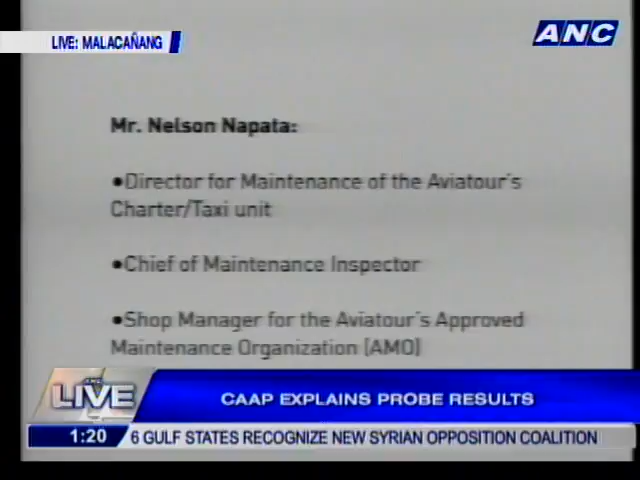 LIVE: MALACAÑANG
ANC
Mr. Nelson Napata:
•Director for Maintenance of the Aviatour's
Charter/Taxi unit
•Chief of Maintenance Inspector
•Shop Manager for the Aviatour's Approved
Maintenance Organization (AMO)
ANC
LIVE
CAAP EXPLAINS PROBE RESULTS
1:20
6 GULF STATES RECOGNIZE NEW SYRIAN OPPOSITION COALITION